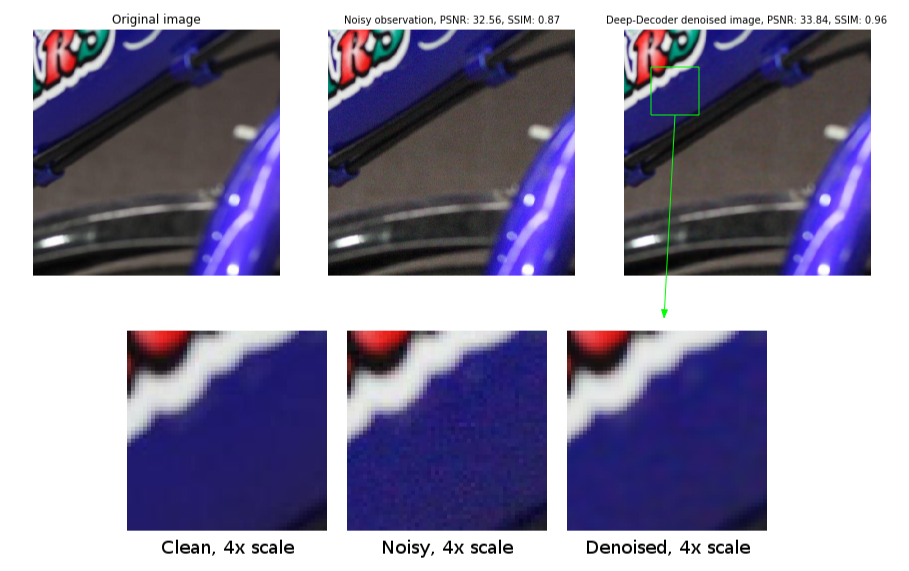 Original image
Noisy observation, PSNR: 32.56, SSIM: 0.87
Deep-Decoder denoised image, PSNR: 33.84, SSIM: 0.96
Clean, 4x scale
Noisy, 4x scale
Denoised, 4x scale